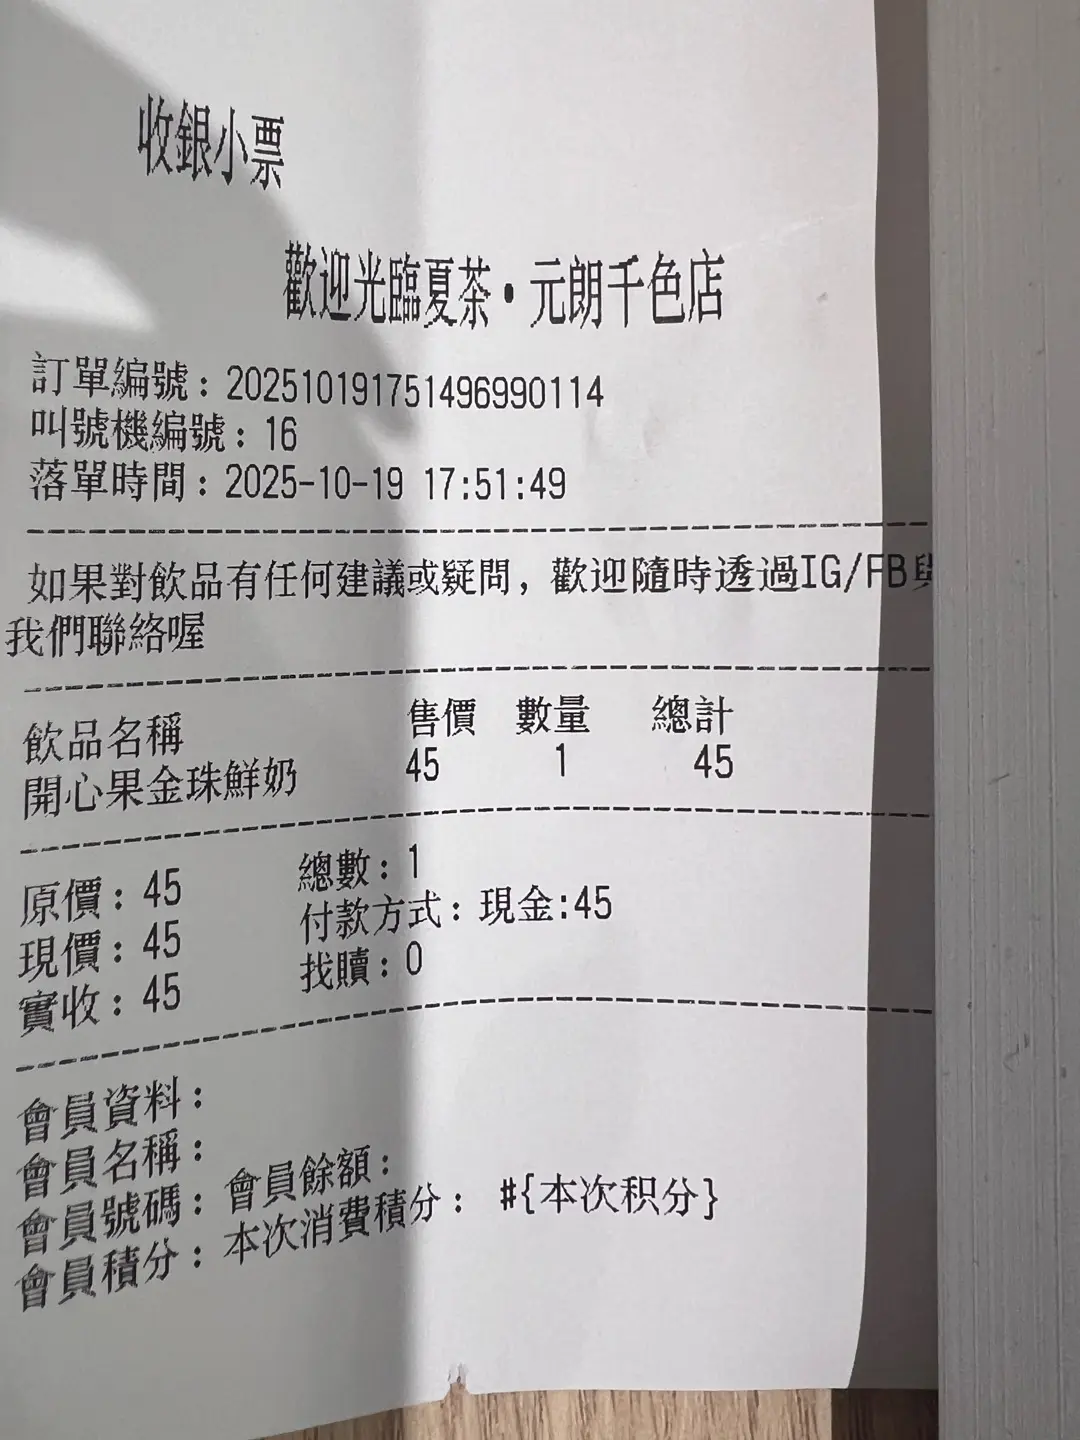 收銀小票
歡迎光臨夏茶•元朗千色店
訂單編號：202510191751496990114
叫號機編號：16
落單時間：2025-10-19 17:51:49
如果對飲品有任何建議或疑問，歡迎隨時透過IG/FB與
我們聯絡喔
飲品名稱 售價 數量 總計
開心果金珠鮮奶 45 1 45
原價：45 總數：1
現價：45 付款方式：現金:45
實收：45 找贖：0
會員資料：
會員名稱：
會員號碼：會員餘額：
會員積分：本次消費積分：#{本次积分}